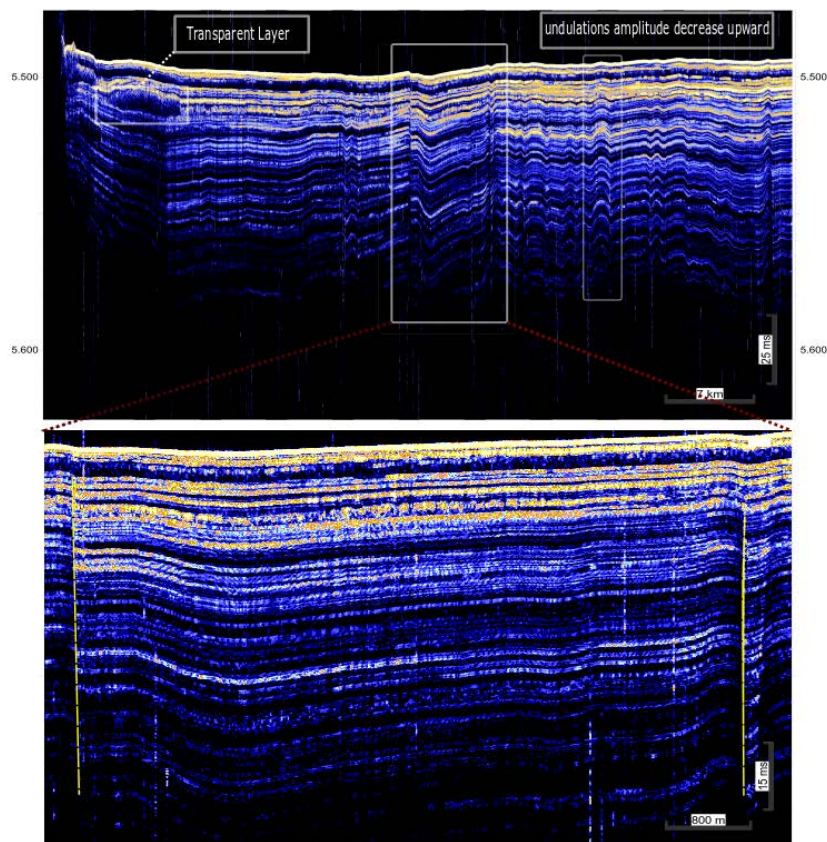 Transparent Layer
undulations amplitude decrease upward
5.500
5.500
5.600
5.600
25 ms
7 km
15 ms
800 m